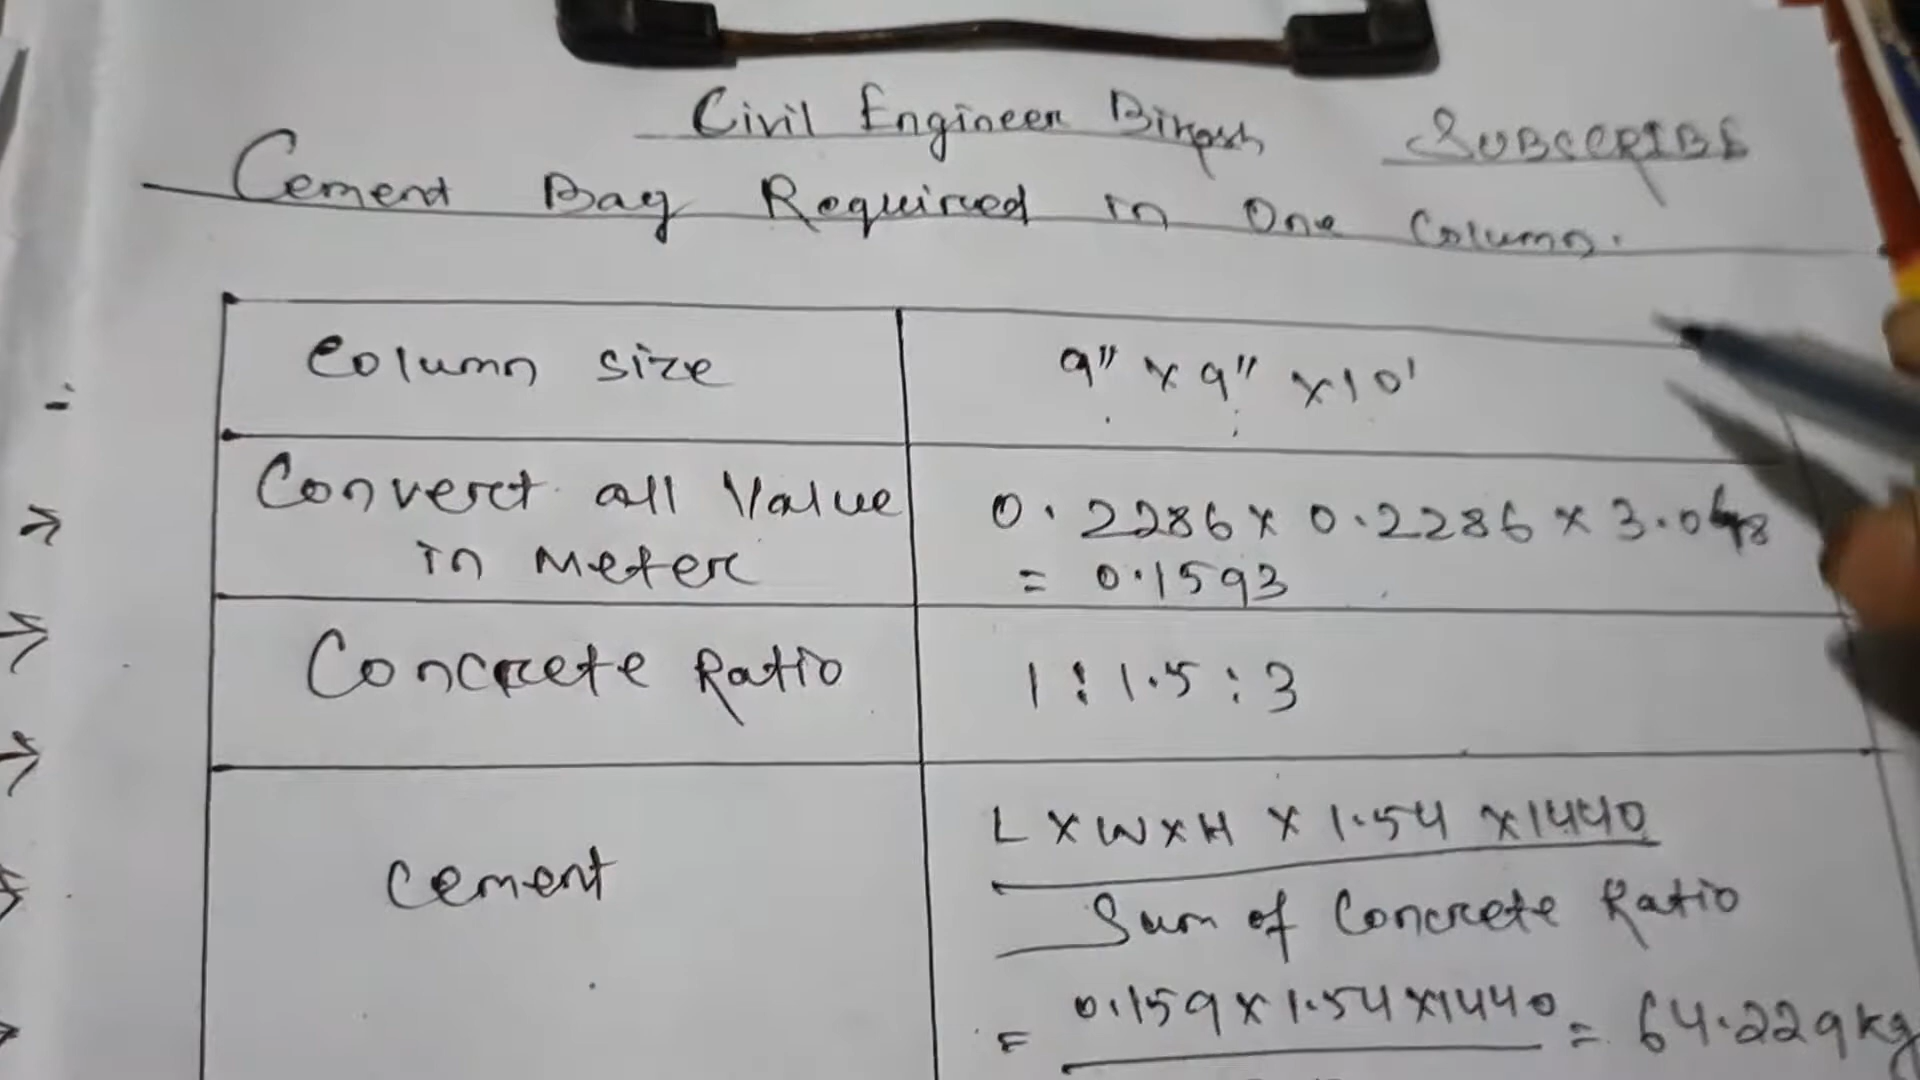 Civil Engineer Bikash
SUBSCRIBE
Cement Bag Required in One Column.
Column size
9" x 9" x 10'
Convert all Value
in Meter
0.2286 x 0.2286 x 3.048
= 0.1593
Concrete Ratio
1 : 1.5 : 3
Cement
L x W x H x 1.54 x 1440
Sum of Concrete Ratio
= 0.159 x 1.54 x 1440 = 64.229kg